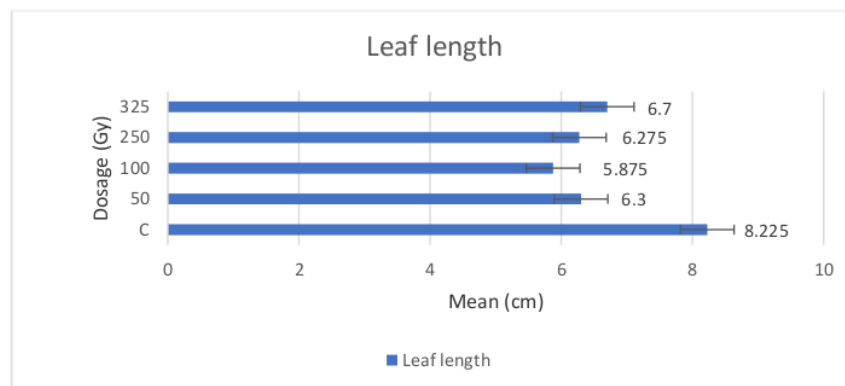 Leaf length
Dosage (Gy)
325
6.7
250
6.275
100
5.875
50
6.3
C
8.225
0 2 4 6 8 10
Mean (cm)
Leaf length